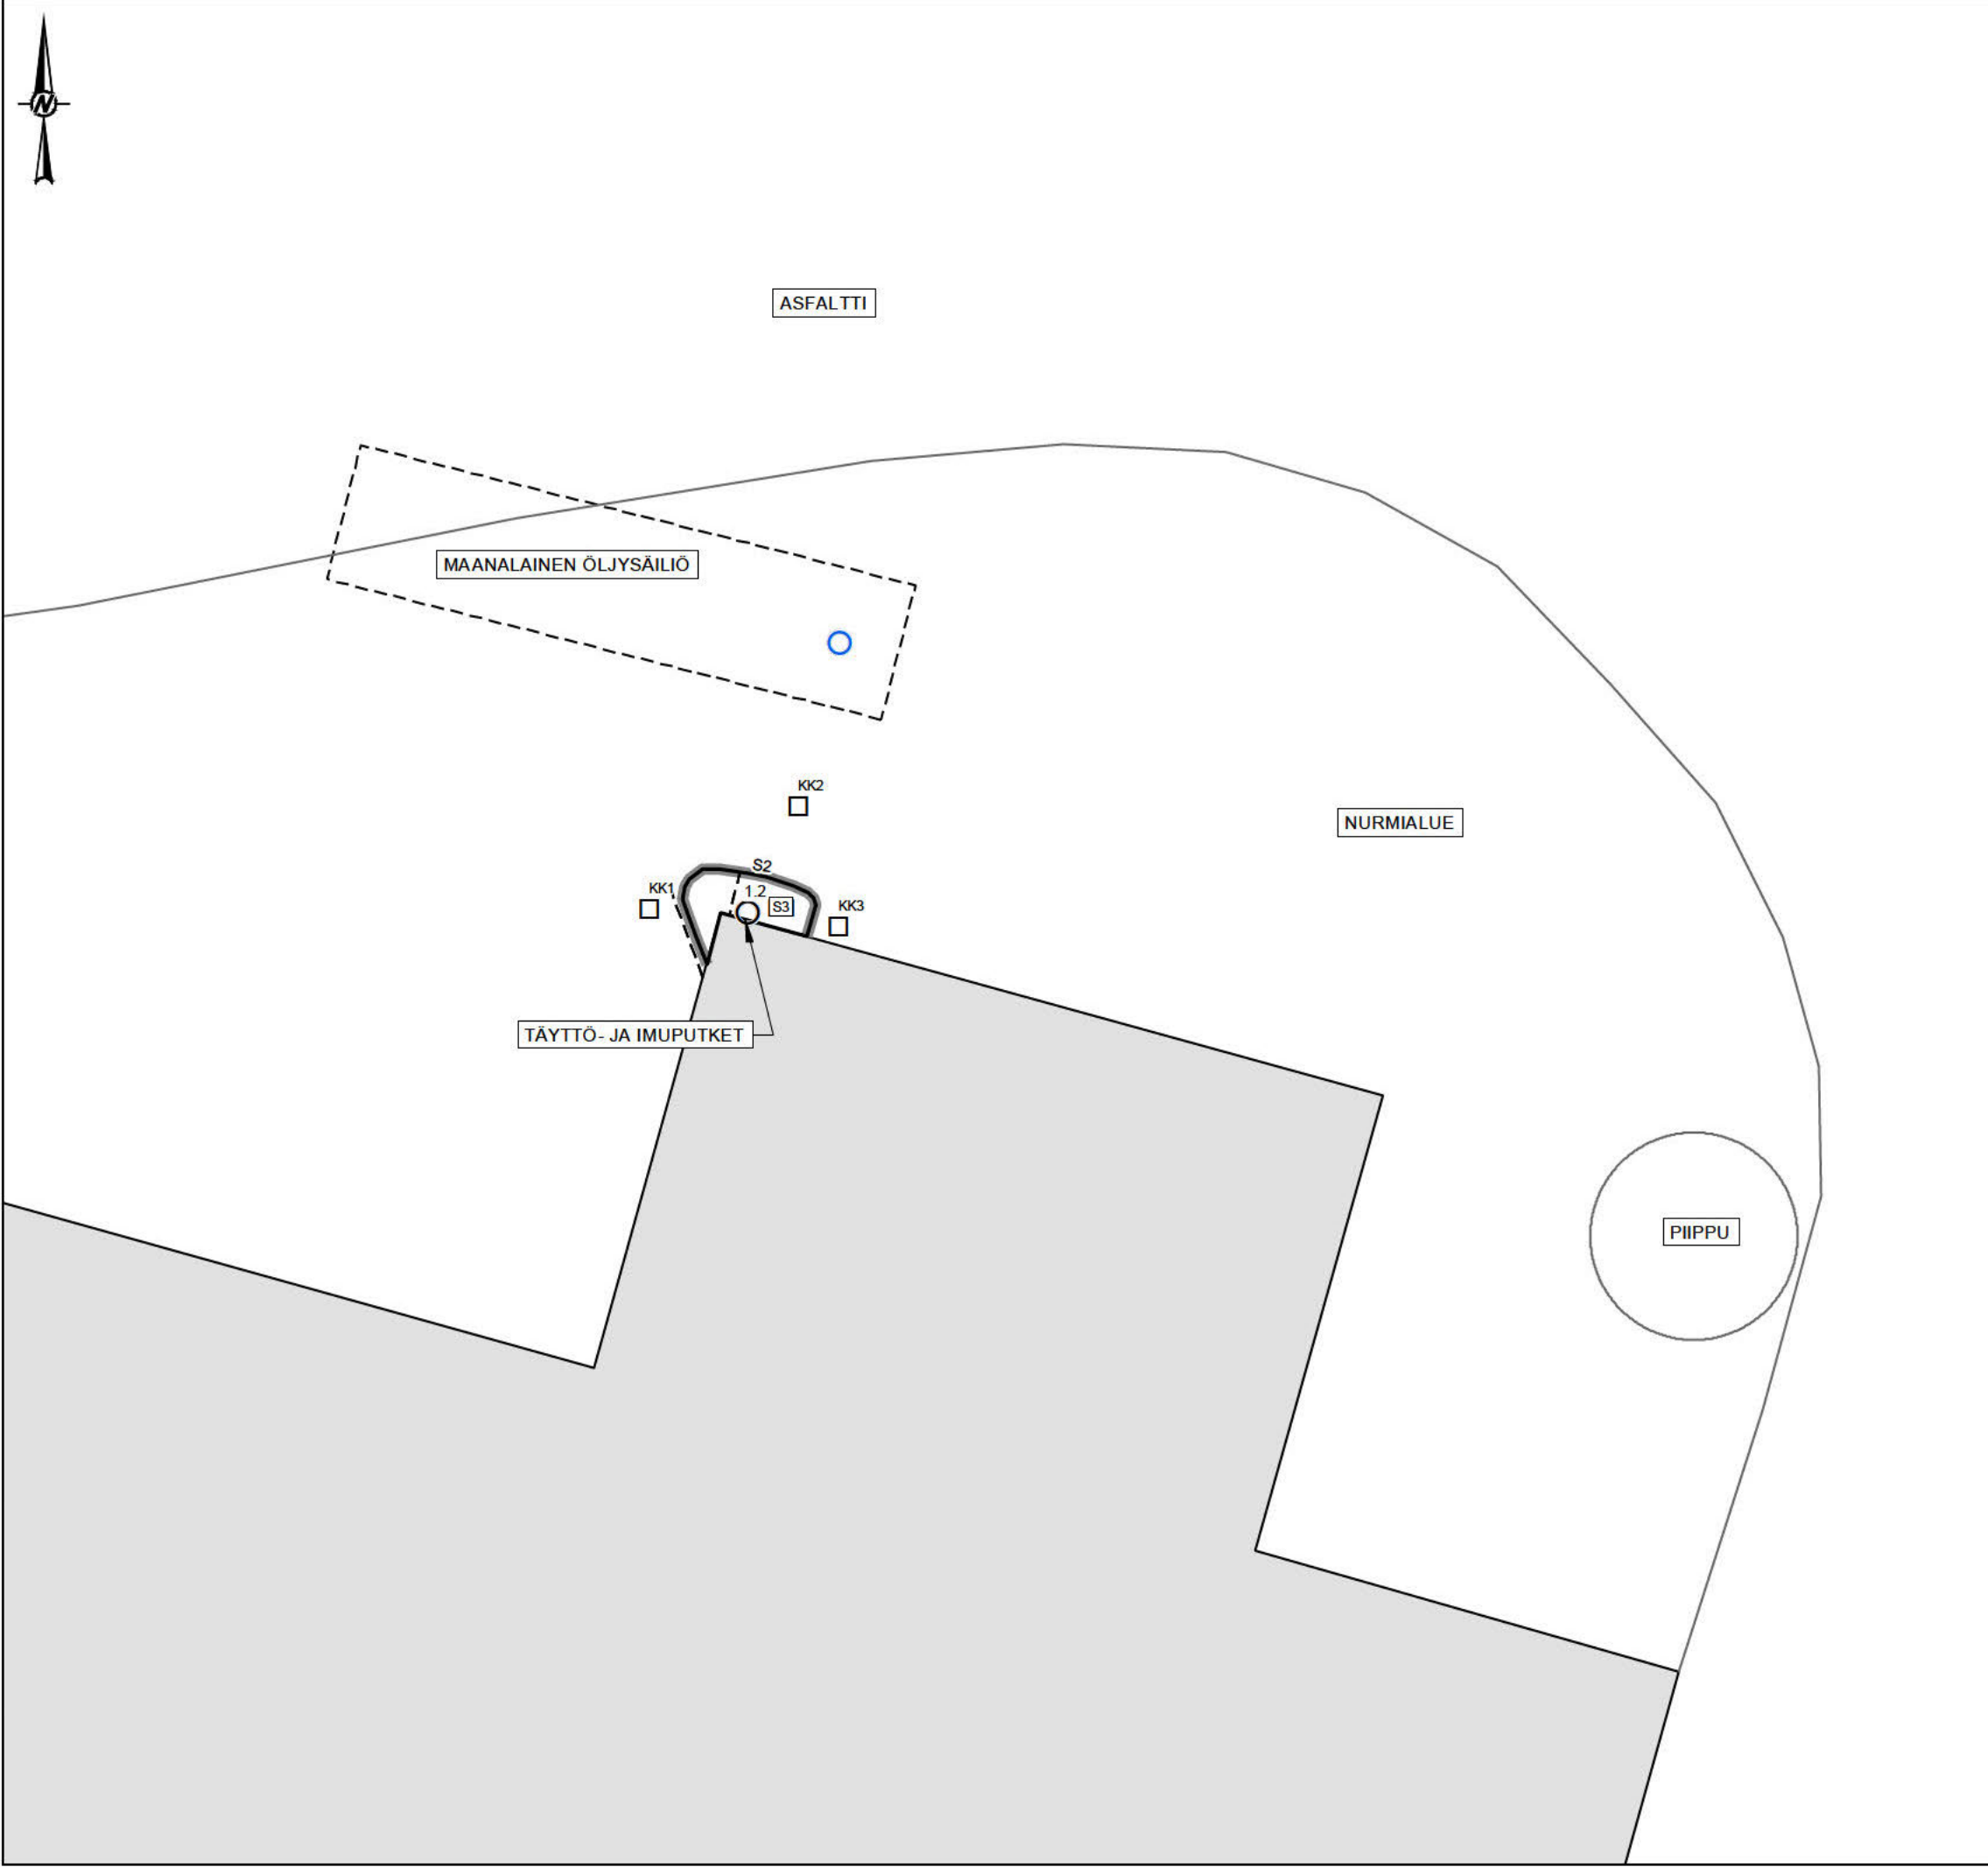 N
ASFALTTI
MAANALAINEN ÖLJYSÄILIÖ
KK2
NURMIALUE
S2
KK1
1.2
S3
KK3
TÄYTTÖ- JA IMUPUTKET
PIIPPU